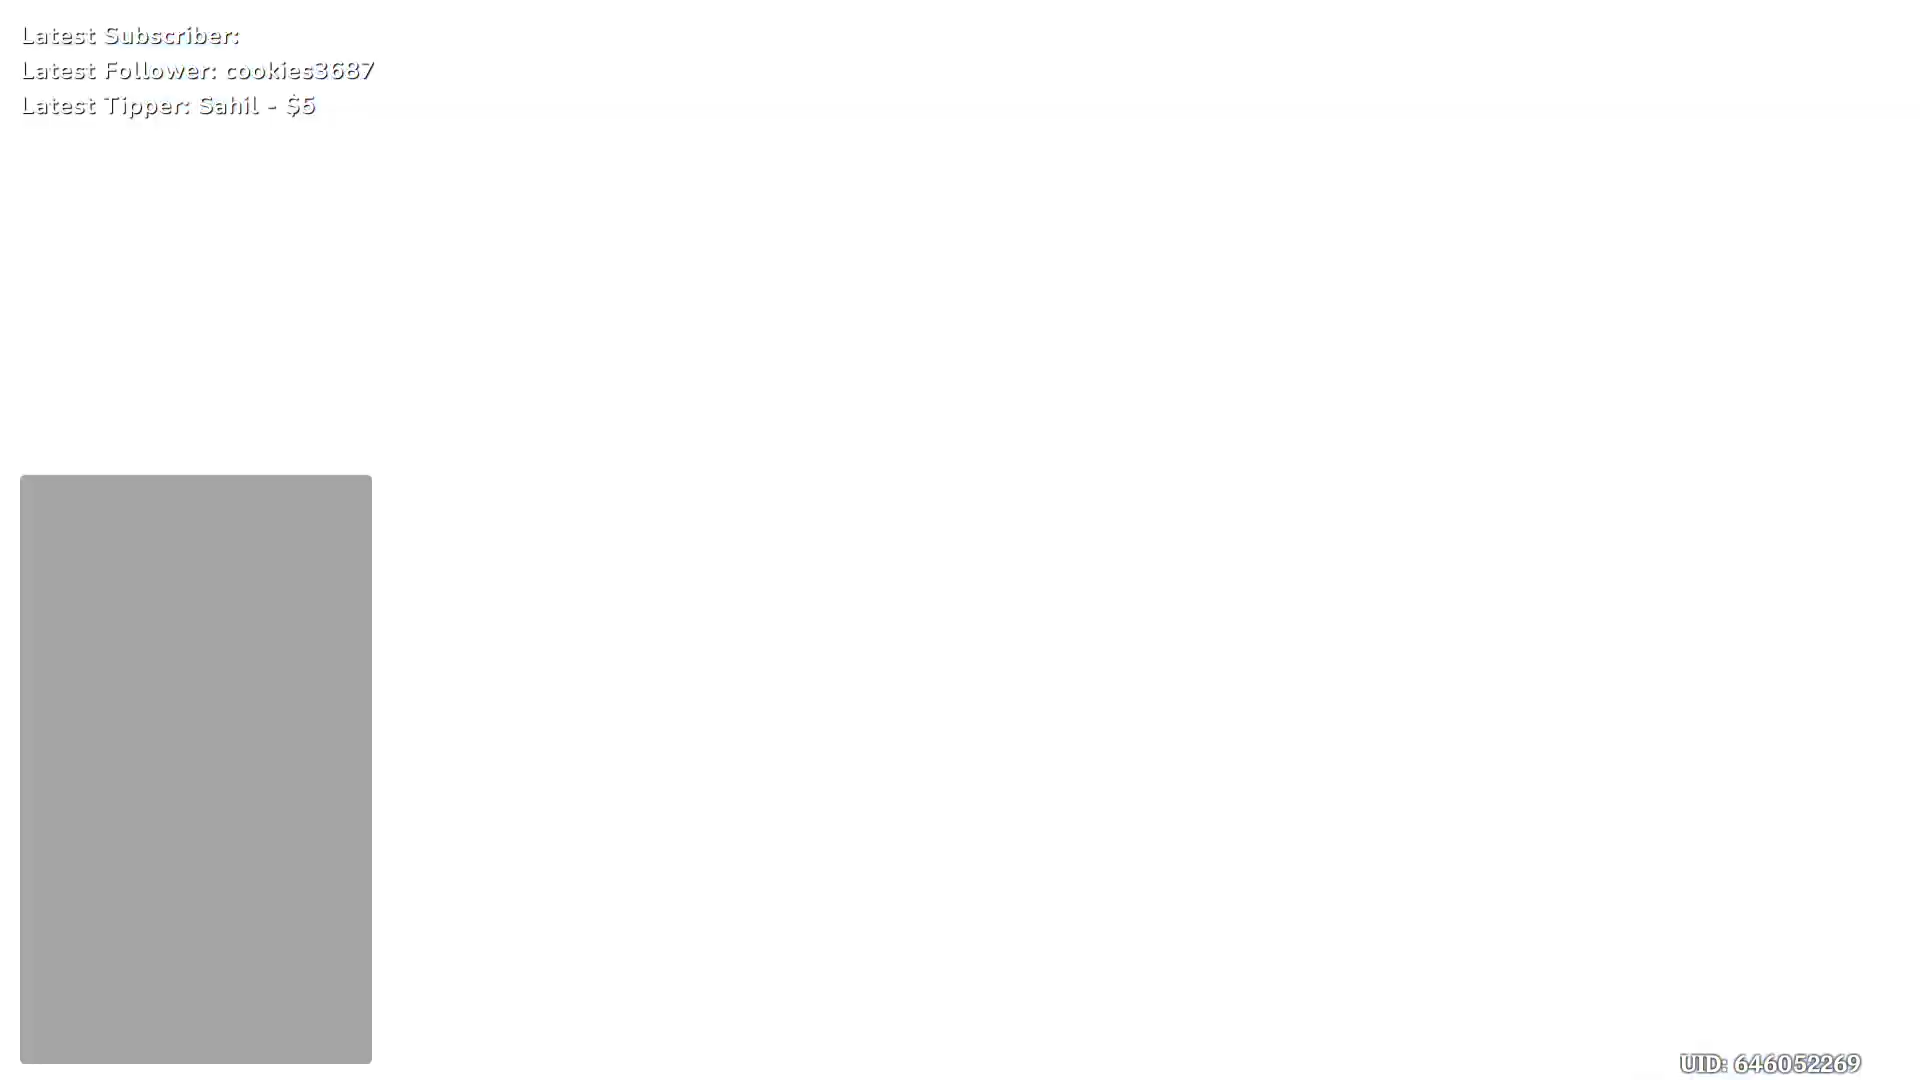 Latest Subscriber:
Latest Follower: cookies3687
Latest Tipper: Sahil - $5
UID: 646052269